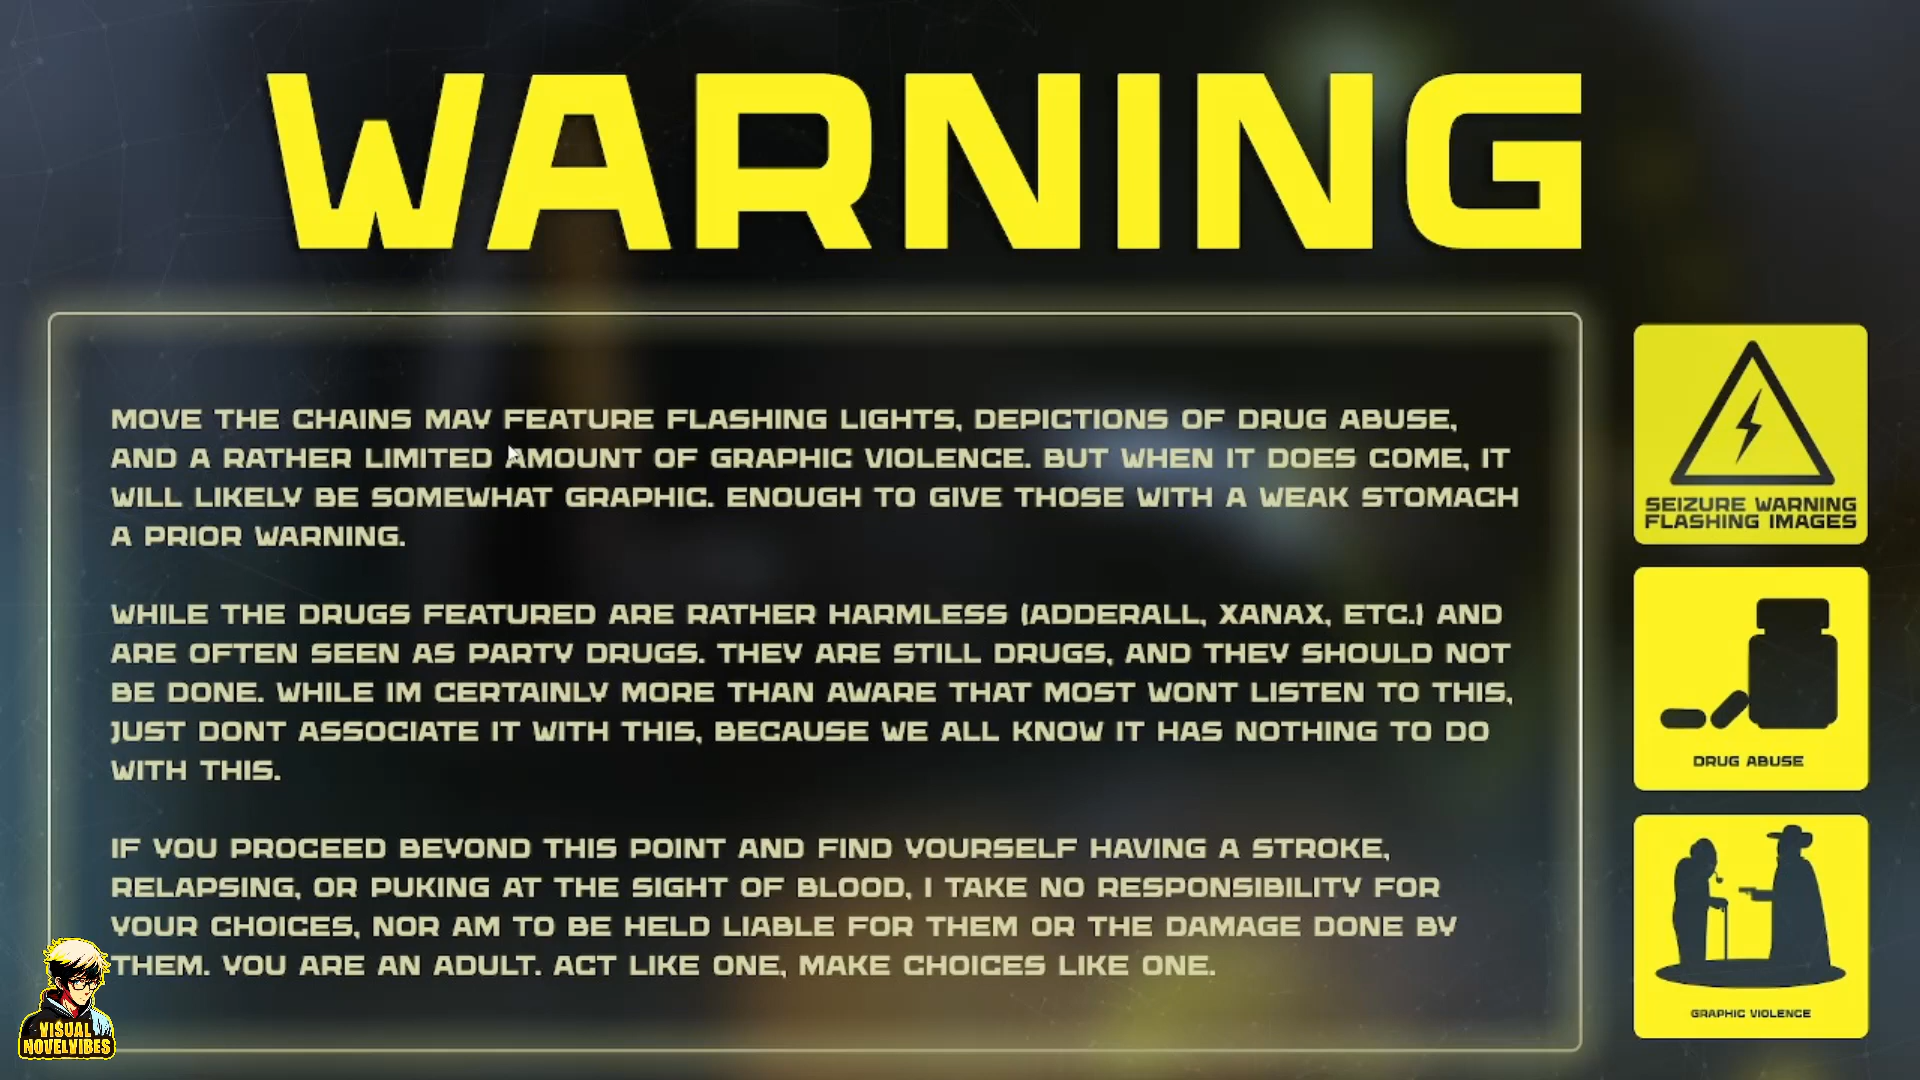 WARNING
MOVE THE CHAINS MAY FEATURE FLASHING LIGHTS, DEPICTIONS OF DRUG ABUSE,
AND A RATHER LIMITED AMOUNT OF GRAPHIC VIOLENCE. BUT WHEN IT DOES COME, IT
WILL LIKELY BE SOMEWHAT GRAPHIC. ENOUGH TO GIVE THOSE WITH A WEAK STOMACH
A PRIOR WARNING.
WHILE THE DRUGS FEATURED ARE RATHER HARMLESS (ADDERALL, XANAX, ETC.) AND
ARE OFTEN SEEN AS PARTY DRUGS. THEY ARE STILL DRUGS, AND THEY SHOULD NOT
BE DONE. WHILE IM CERTAINLY MORE THAN AWARE THAT MOST WONT LISTEN TO THIS,
JUST DONT ASSOCIATE IT WITH THIS, BECAUSE WE ALL KNOW IT HAS NOTHING TO DO
WITH THIS.
IF YOU PROCEED BEYOND THIS POINT AND FIND YOURSELF HAVING A STROKE,
RELAPSING, OR PUKING AT THE SIGHT OF BLOOD, I TAKE NO RESPONSIBILITY FOR
YOUR CHOICES, NOR AM TO BE HELD LIABLE FOR THEM OR THE DAMAGE DONE BY
THEM. YOU ARE AN ADULT. ACT LIKE ONE, MAKE CHOICES LIKE ONE.
SEIZURE WARNING
FLASHING IMAGES
DRUG ABUSE
GRAPHIC VIOLENCE
VISUAL
NOVELVIBES